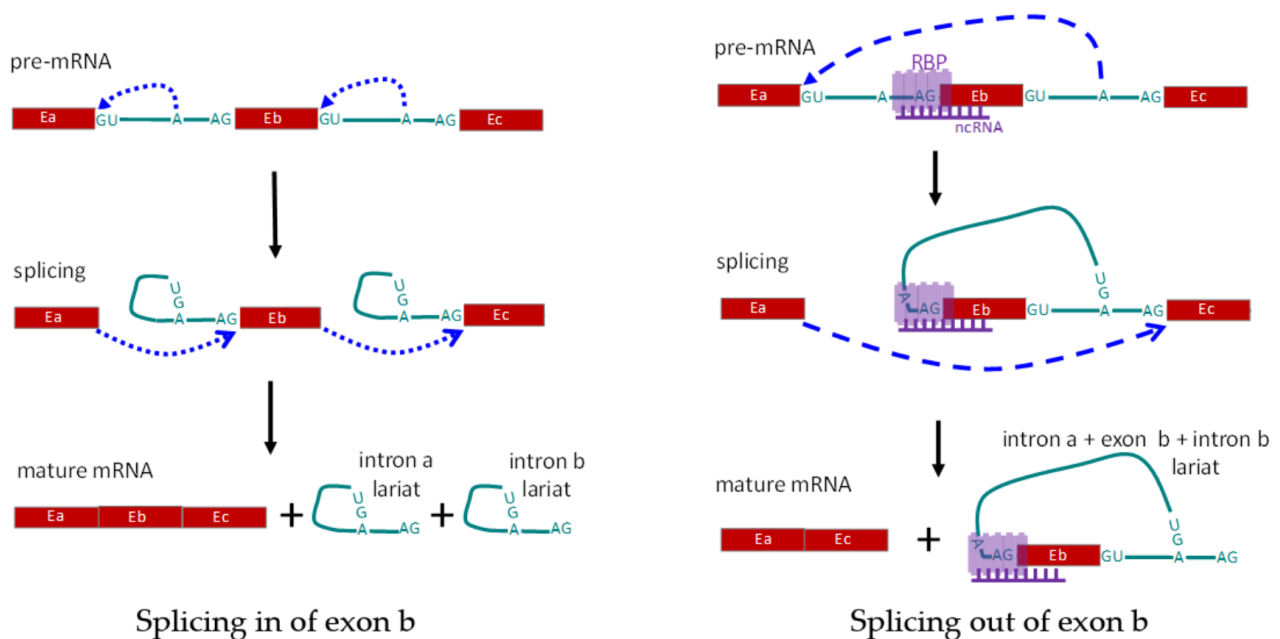 pre-mRNA
Ea GU A AG Eb GU A AG Ec
splicing
Ea U G A AG Eb U G A AG Ec
mature mRNA
intron a
lariat
intron b
lariat
Ea Eb Ec + U G A AG + U G A AG
Splicing in of exon b
pre-mRNA
RBP
Ea GU A AG Eb GU A AG Ec
ncRNA
splicing
Ea A AG Eb GU U G A AG Ec
intron a + exon b + intron b
lariat
mature mRNA
Ea Ec + A AG Eb GU U G A AG
Splicing out of exon b